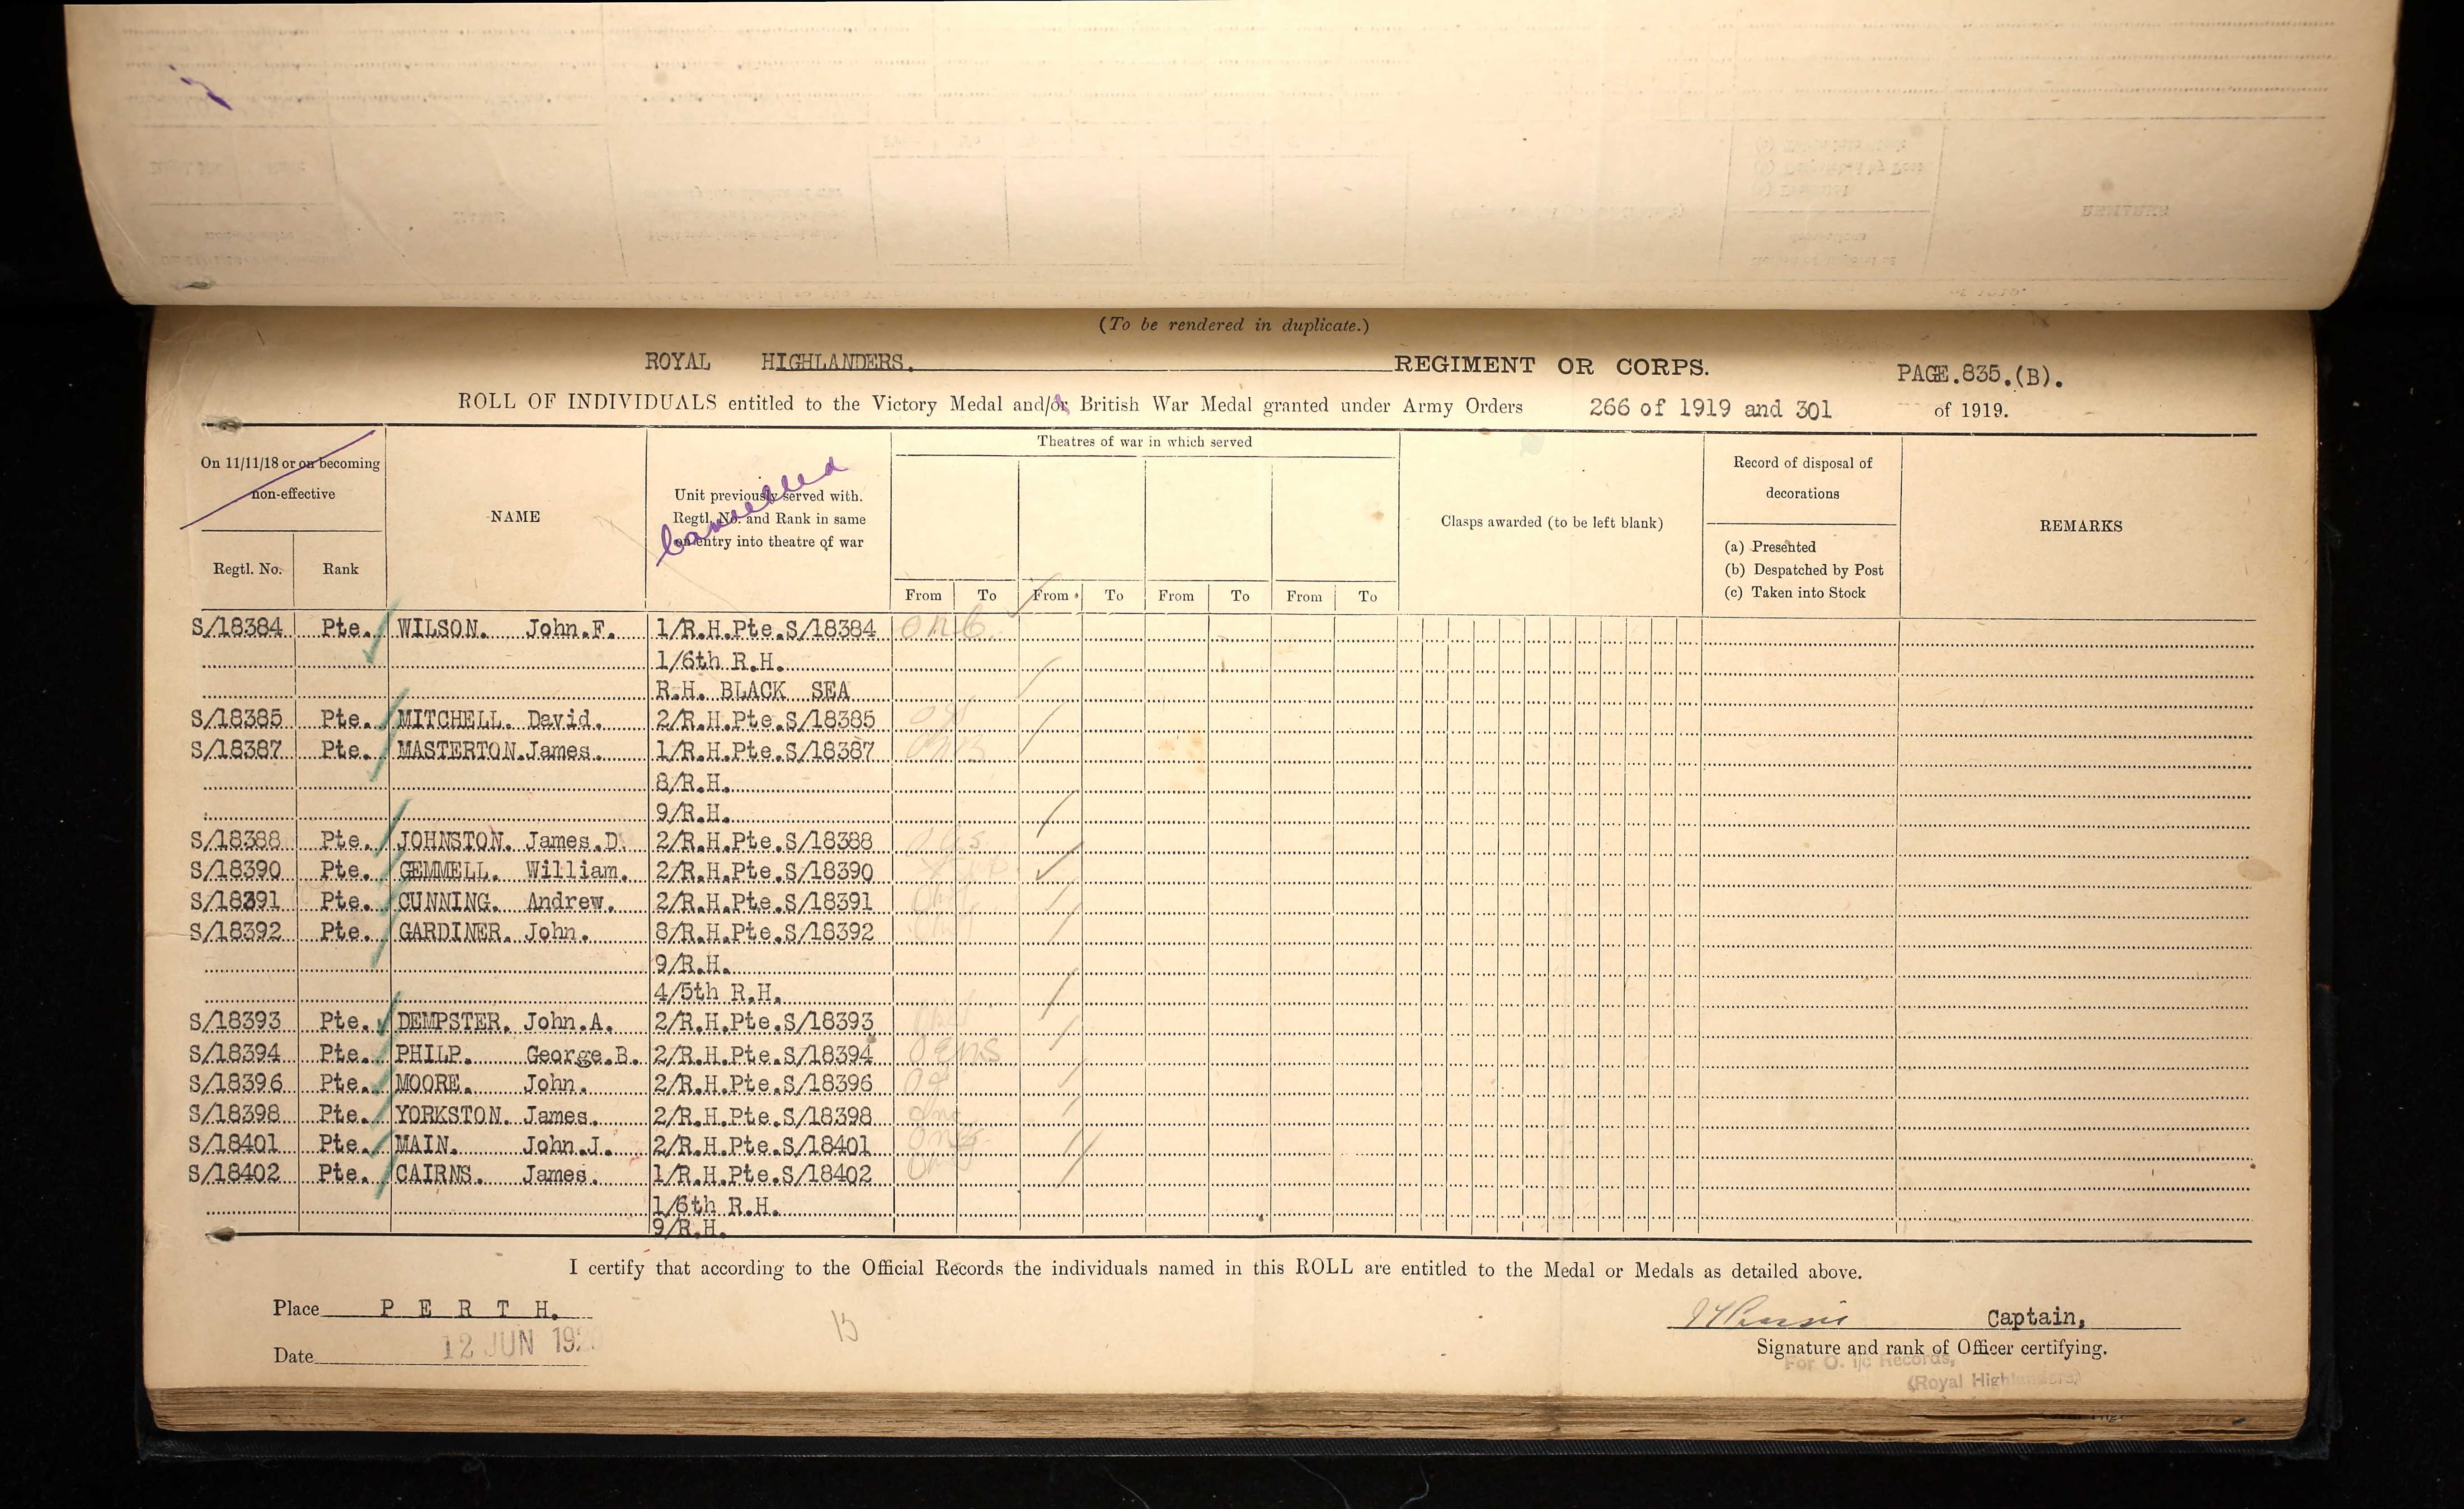 (To be rendered in duplicate.)
ROYAL HIGHLANDERS. REGIMENT OR CORPS. PAGE.835.(B).
ROLL OF INDIVIDUALS entitled to the Victory Medal and/or British War Medal granted under Army Orders 266 of 1919 and 301 of 1919.
On 11/11/18 or on becoming non-effective
Regtl. No.
Rank
NAME
Unit previously served with. Regtl. No. and Rank in same on entry into theatre of war
Cancelled
Theatres of war in which served
From To From To From To From To
Clasps awarded (to be left blank)
Record of disposal of decorations
(a) Presented
(b) Despatched by Post
(c) Taken into Stock
REMARKS
S/18384 Pte. WILSON. John.F. 1/R.H.Pte.S/18384
1/6th R.H.
R.H. BLACK SEA
S/18385 Pte. MITCHELL. David. 2/R.H.Pte.S/18385
S/18387 Pte. MASTERTON.James. 1/R.H.Pte.S/18387
8/R.H.
9/R.H.
S/18388 Pte. JOHNSTON. James.D. 2/R.H.Pte.S/18388
S/18390 Pte. GEMMELL. William. 2/R.H.Pte.S/18390
S/18391 Pte. CUNNING. Andrew. 2/R.H.Pte.S/18391
S/18392 Pte. GARDINER. John. 8/R.H.Pte.S/18392
9/R.H.
4/5th R.H.
S/18393 Pte. DEMPSTER. John.A. 2/R.H.Pte.S/18393
S/18394 Pte. PHILP. George.B. 2/R.H.Pte.S/18394
S/18396 Pte. MOORE. John. 2/R.H.Pte.S/18396
S/18398 Pte. YORKSTON. James. 2/R.H.Pte.S/18398
S/18401 Pte. MAIN. John.J. 2/R.H.Pte.S/18401
S/18402 Pte. CAIRNS. James. 1/R.H.Pte.S/18402
1/6th R.H.
9/R.H.
I certify that according to the Official Records the individuals named in this ROLL are entitled to the Medal or Medals as detailed above.
Place P E R T H.
Captain,
Date 12 JUN 1920
Signature and rank of Officer certifying.
For O. i/c Records,
(Royal Highlanders)